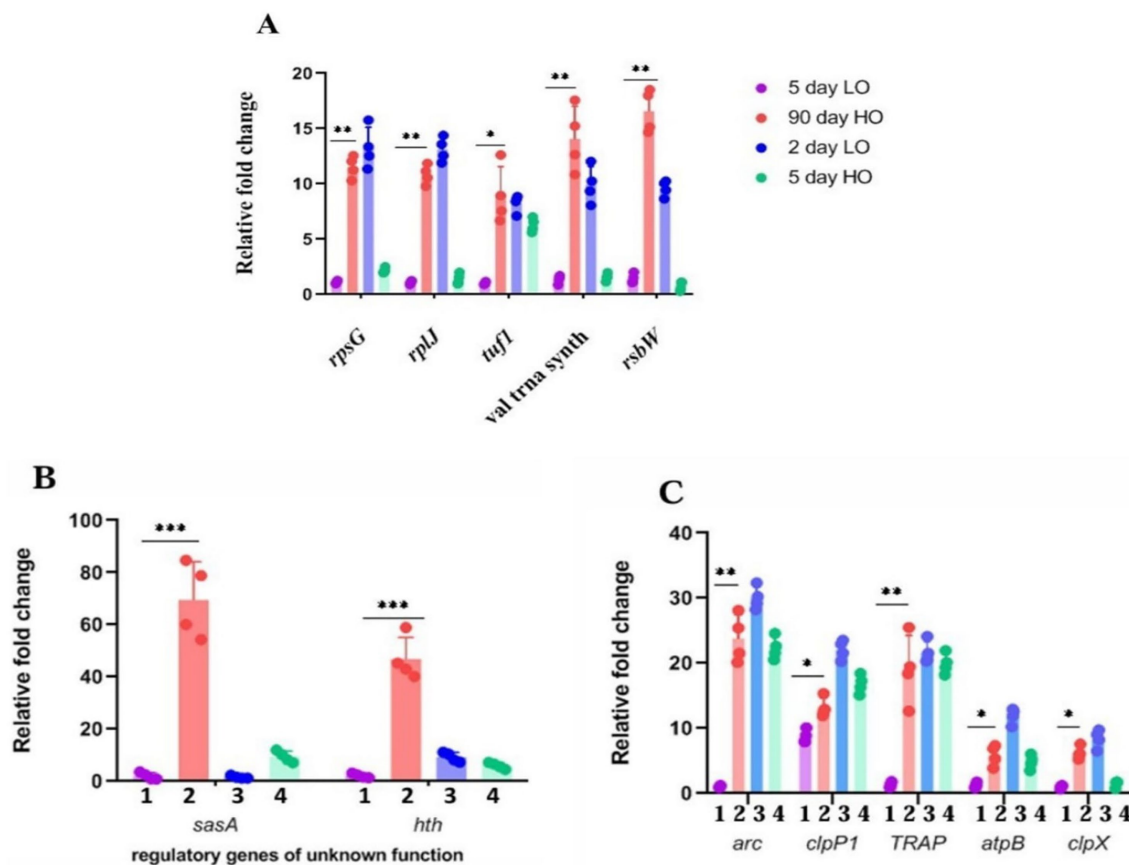 A
Relative fold change
20
15
10
5
0
**
**
*
**
**
rpsG
rplJ
tuf1
val trna synth
rsbW
5 day LO
90 day HO
2 day LO
5 day HO
B
Relative fold change
100
80
60
40
20
0
***
***
1 2 3 4 1 2 3 4
sasA hth
regulatory genes of unknown function
C
Relative fold change
40
30
20
10
0
**
*
**
*
*
1 2 3 4 1 2 3 4 1 2 3 4 1 2 3 4 1 2 3 4
arc clpP1 TRAP atpB clpX